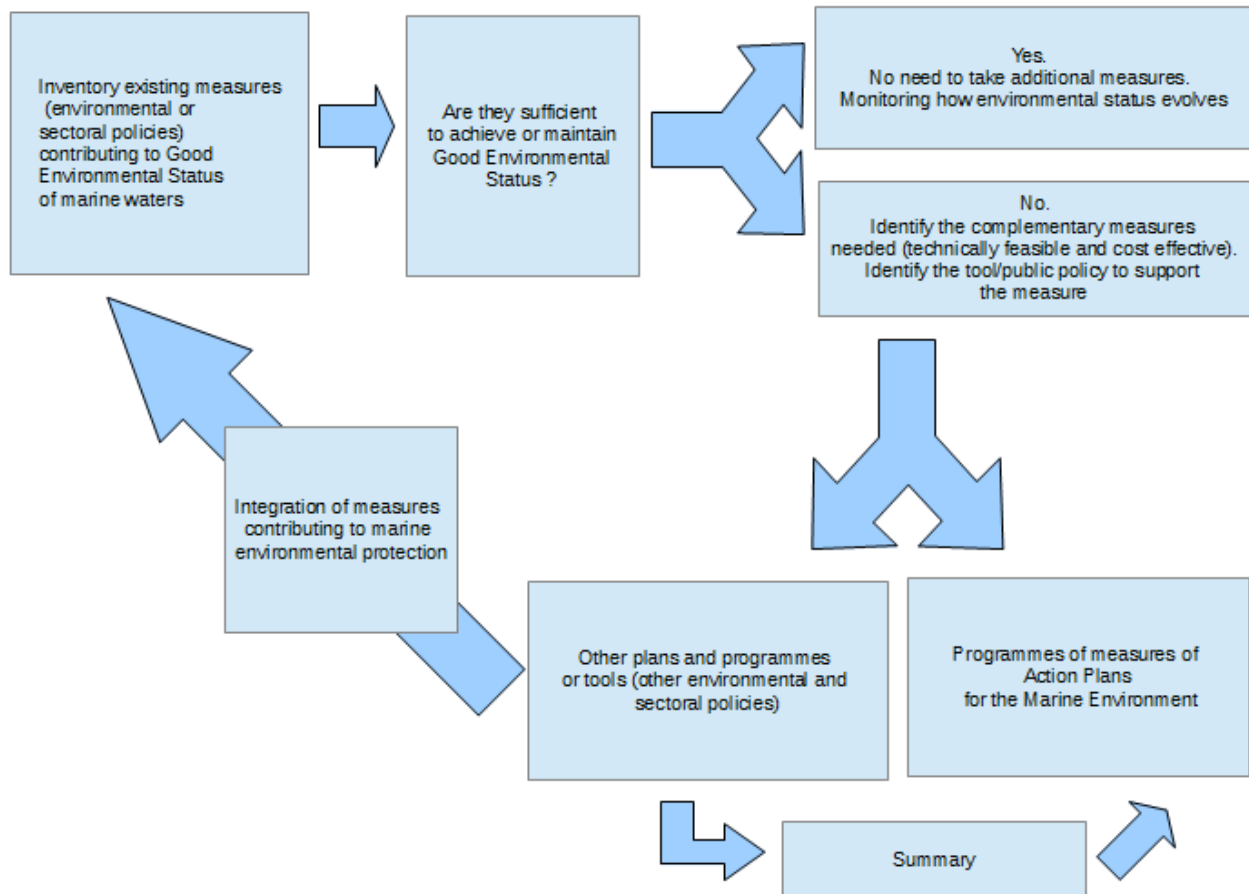 Inventory existing measures
(environmental or
sectoral policies)
contributing to Good
Environmental Status
of marine waters
Are they sufficient
to achieve or maintain
Good Environmental
Status ?
Yes.
No need to take additional measures.
Monitoring how environmental status evolves
No.
Identify the complementary measures
needed (technically feasible and cost effective).
Identify the tool/public policy to support
the measure
Integration of measures
contributing to marine
environmental protection
Other plans and programmes
or tools (other environmental and
sectoral policies)
Programmes of measures of
Action Plans
for the Marine Environment
Summary